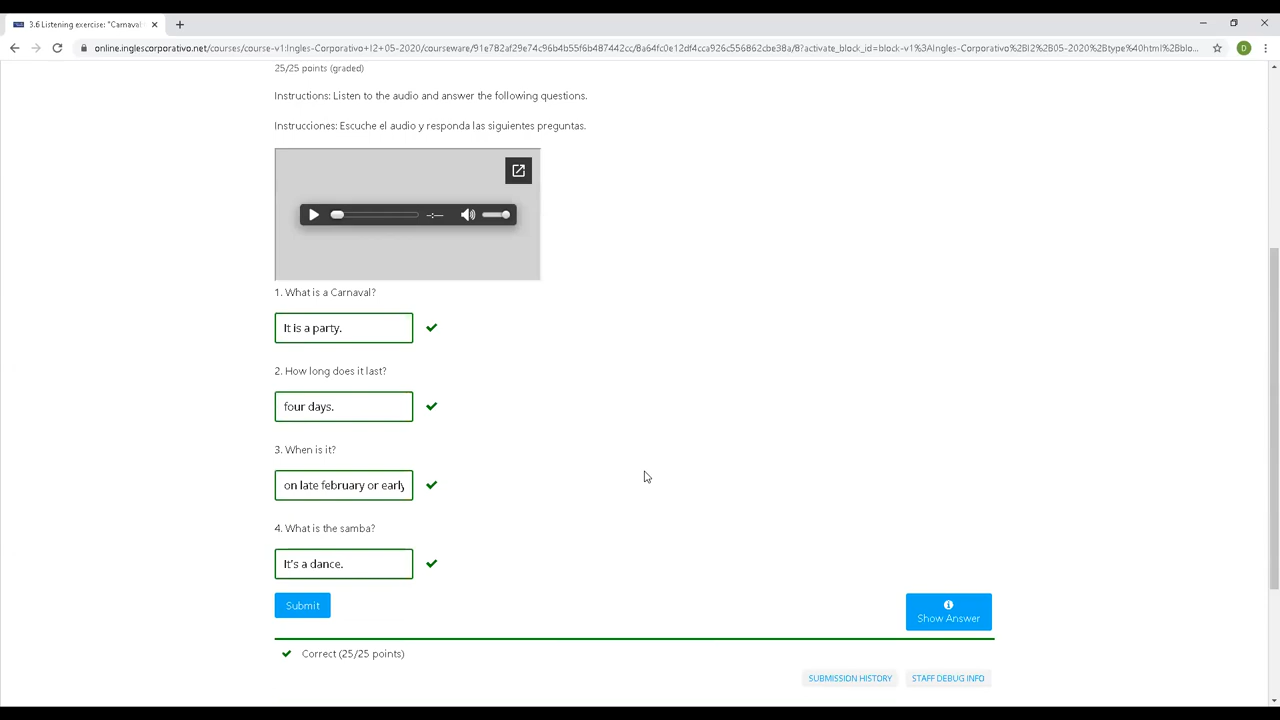 3.6 Listening exercise: "Carnaval
online.inglescorporativo.net/courses/course-v1:Ingles-Corporativo+I2+05-2020/courseware/91e782af29e74c96b4b55f6b487442cc/8a64fc0e12df4cca926c556862cbe38a/8?activate_block_id=block-v1%3AIngles-Corporativo%2BI2%2B05-2020%2Btype%40html%2Bblo...
D
25/25 points (graded)
Instructions: Listen to the audio and answer the following questions.
Instrucciones: Escuche el audio y responda las siguientes preguntas.
-:--
1. What is a Carnaval?
It is a party.
2. How long does it last?
four days.
3. When is it?
on late february or early
4. What is the samba?
It's a dance.
Submit
Show Answer
Correct (25/25 points)
SUBMISSION HISTORY
STAFF DEBUG INFO